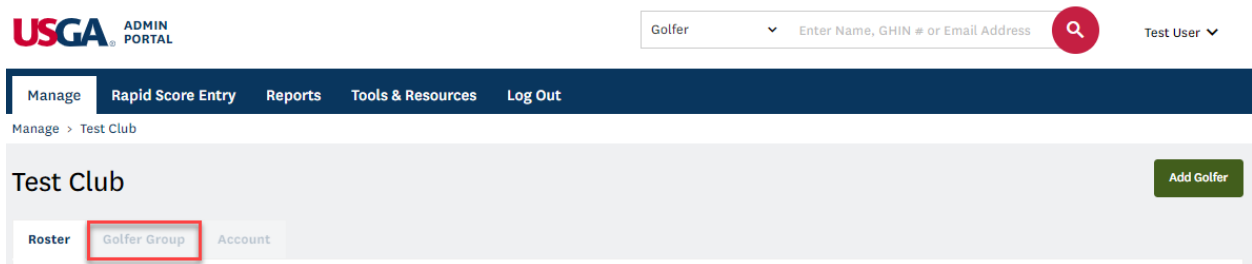 USGA® ADMIN PORTAL
Golfer
Enter Name, GHIN # or Email Address
Test User
Manage Rapid Score Entry Reports Tools & Resources Log Out
Manage > Test Club
Test Club
Add Golfer
Roster Golfer Group Account